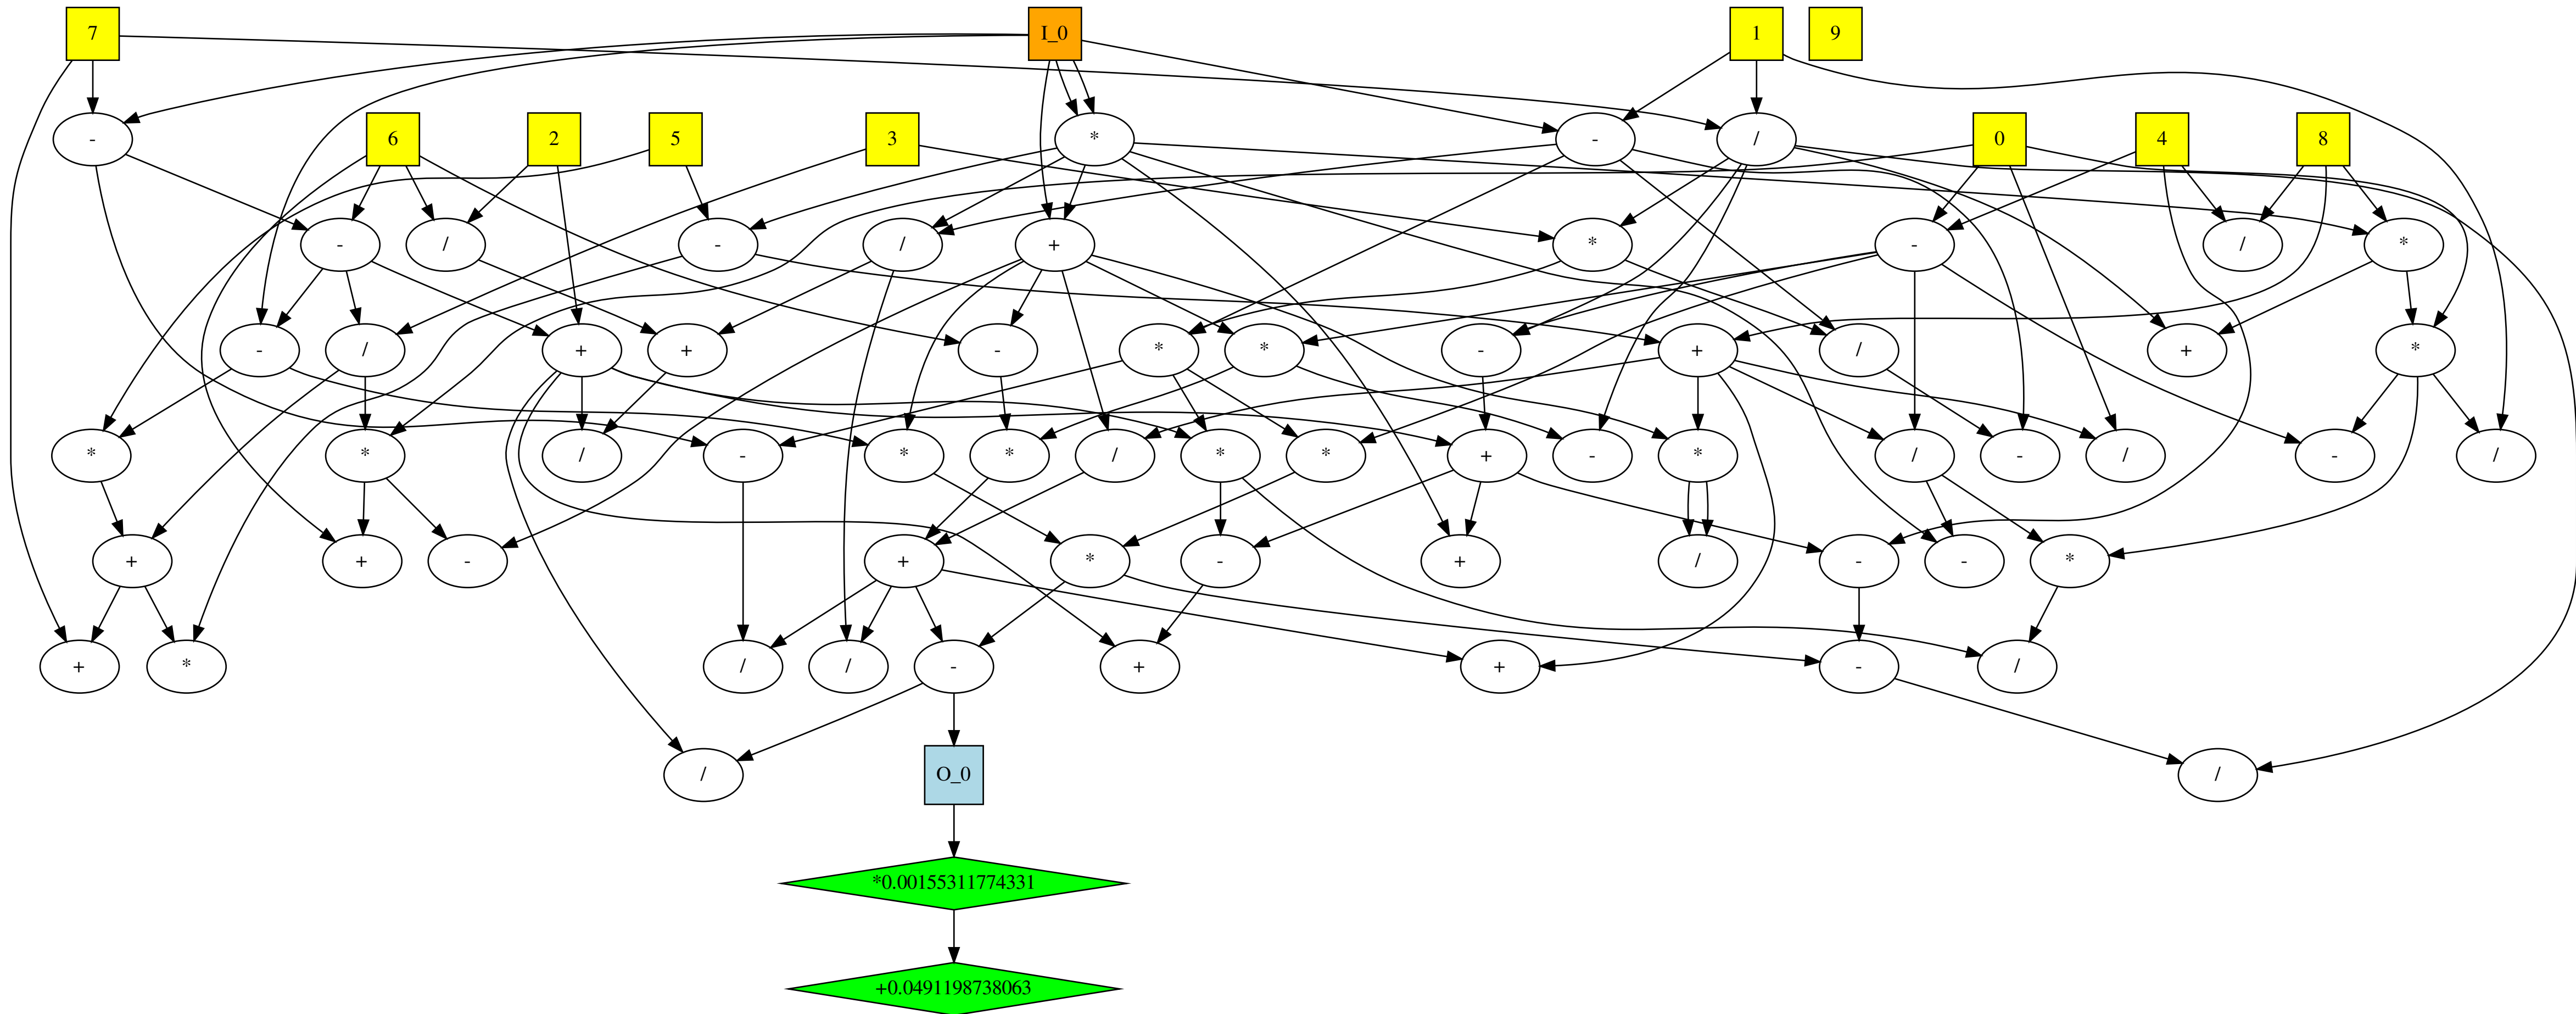 7 I_0 1 9
- 6 2 5 3 * - / 0 4 8
- / - / + * - / *
- / + + - * * - + / + *
* * / - * * / * * + - * / - / - /
+ + - + * - + / - - *
+ * / / - + + - /
/ O_0 /
*0.00155311774331
+0.0491198738063